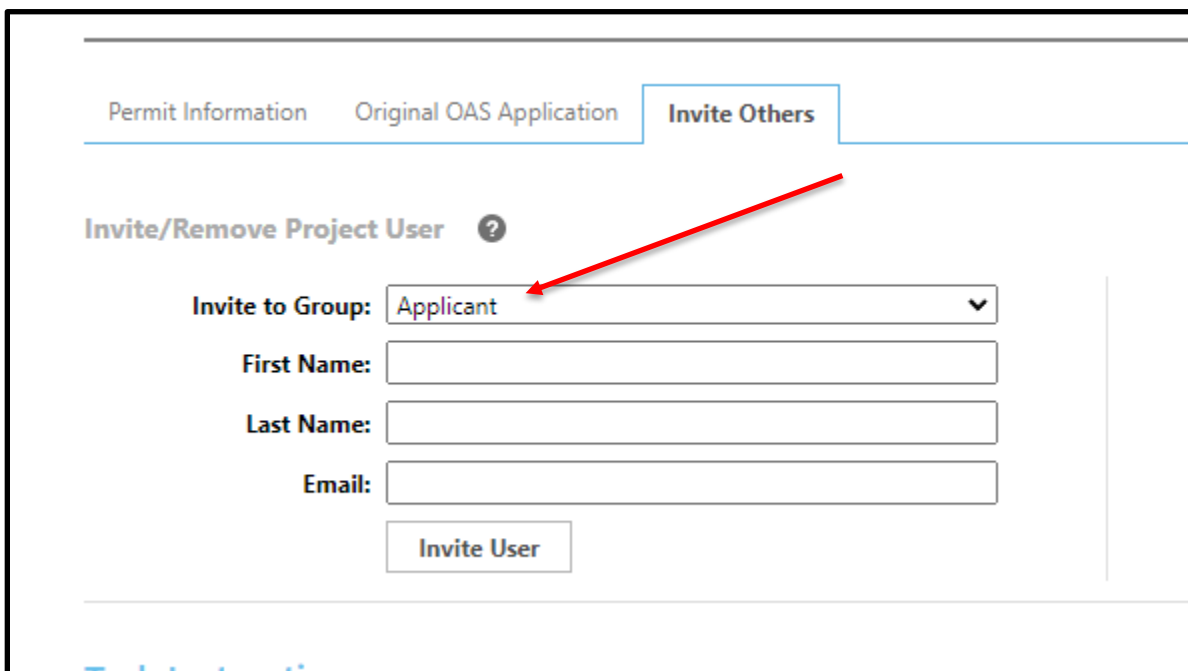 Permit Information Original OAS Application Invite Others
Invite/Remove Project User ?
Invite to Group: Applicant
First Name:
Last Name:
Email:
Invite User